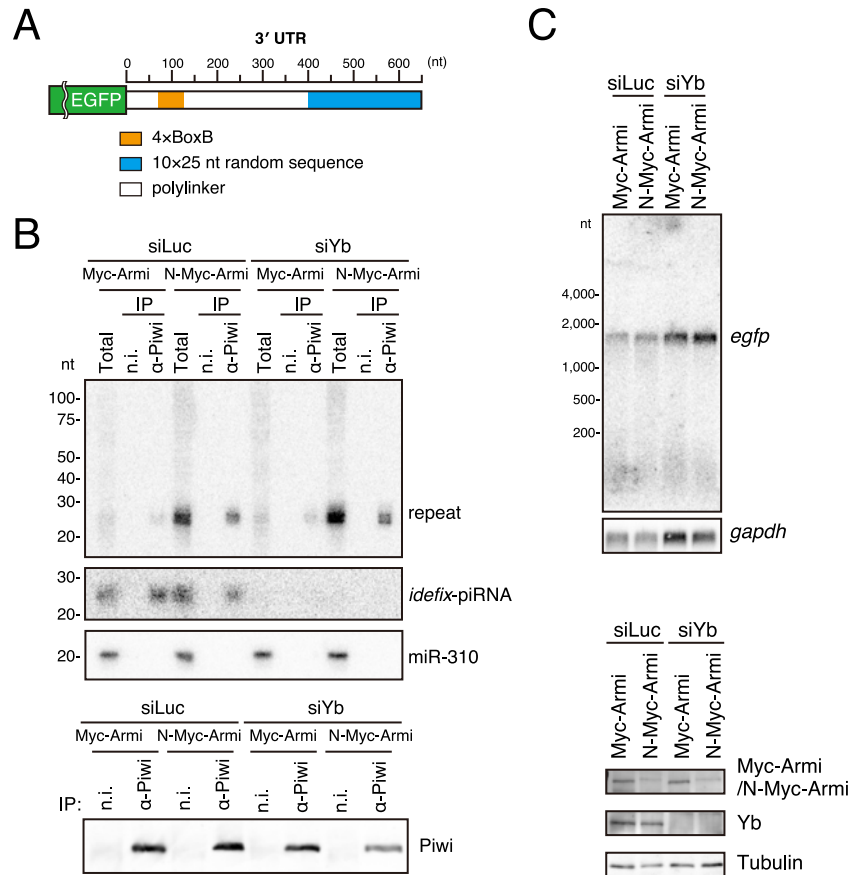 A
3′ UTR
0 100 200 300 400 500 600 (nt)
EGFP
4×BoxB
10×25 nt random sequence
polylinker
B
siLuc siYb
Myc-Armi N-Myc-Armi Myc-Armi N-Myc-Armi
IP IP IP IP
nt Total n.i. α-Piwi Total n.i. α-Piwi Total n.i. α-Piwi Total n.i. α-Piwi
100-
75-
50-
40-
30-
repeat
20-
30-
idefix-piRNA
20-
20- miR-310
siLuc siYb
Myc-Armi N-Myc-Armi Myc-Armi N-Myc-Armi
IP: n.i. α-Piwi n.i. α-Piwi n.i. α-Piwi n.i. α-Piwi
Piwi
C
siLuc siYb
Myc-Armi N-Myc-Armi Myc-Armi N-Myc-Armi
nt
4,000-
2,000-
egfp
1,000-
500-
200-
gapdh
siLuc siYb
Myc-Armi N-Myc-Armi Myc-Armi N-Myc-Armi
Myc-Armi
/N-Myc-Armi
Yb
Tubulin